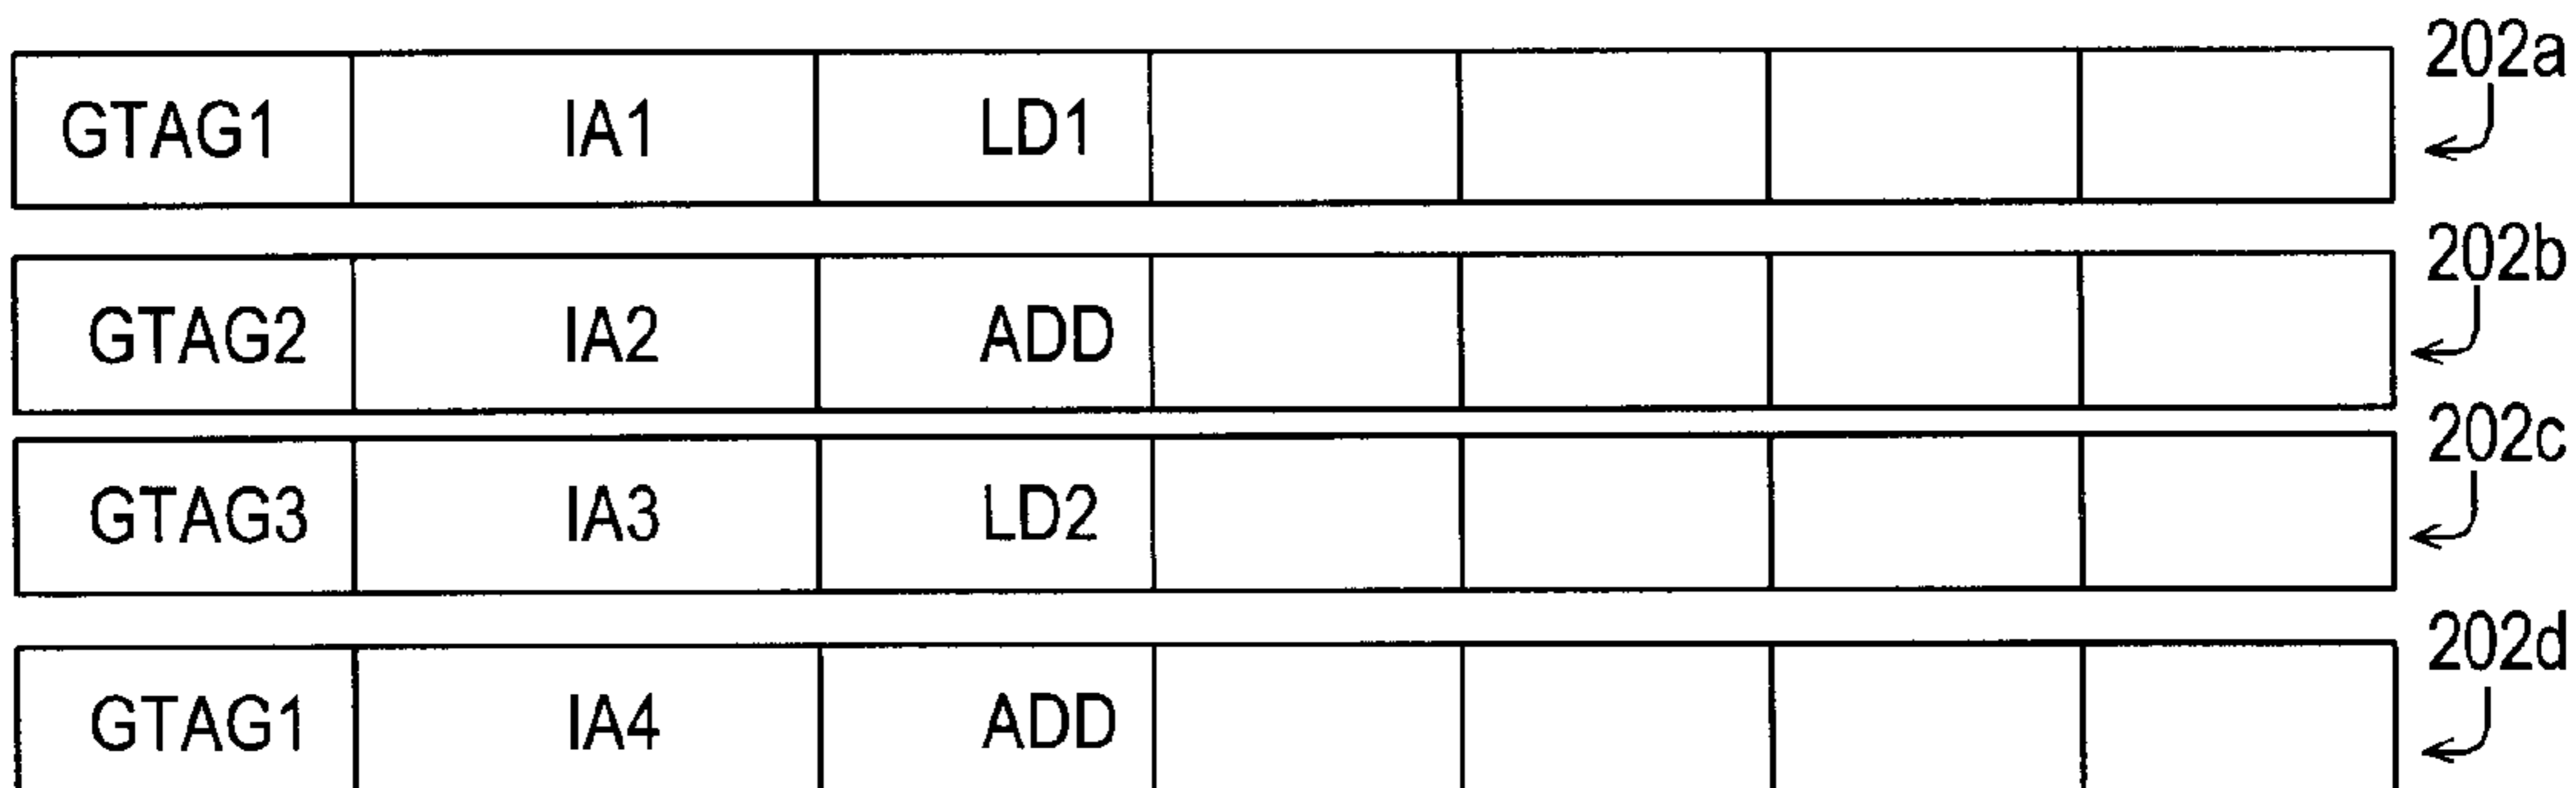 202a
GTAG1 IA1 LD1
202b
GTAG2 IA2 ADD
202c
GTAG3 IA3 LD2
202d
GTAG1 IA4 ADD